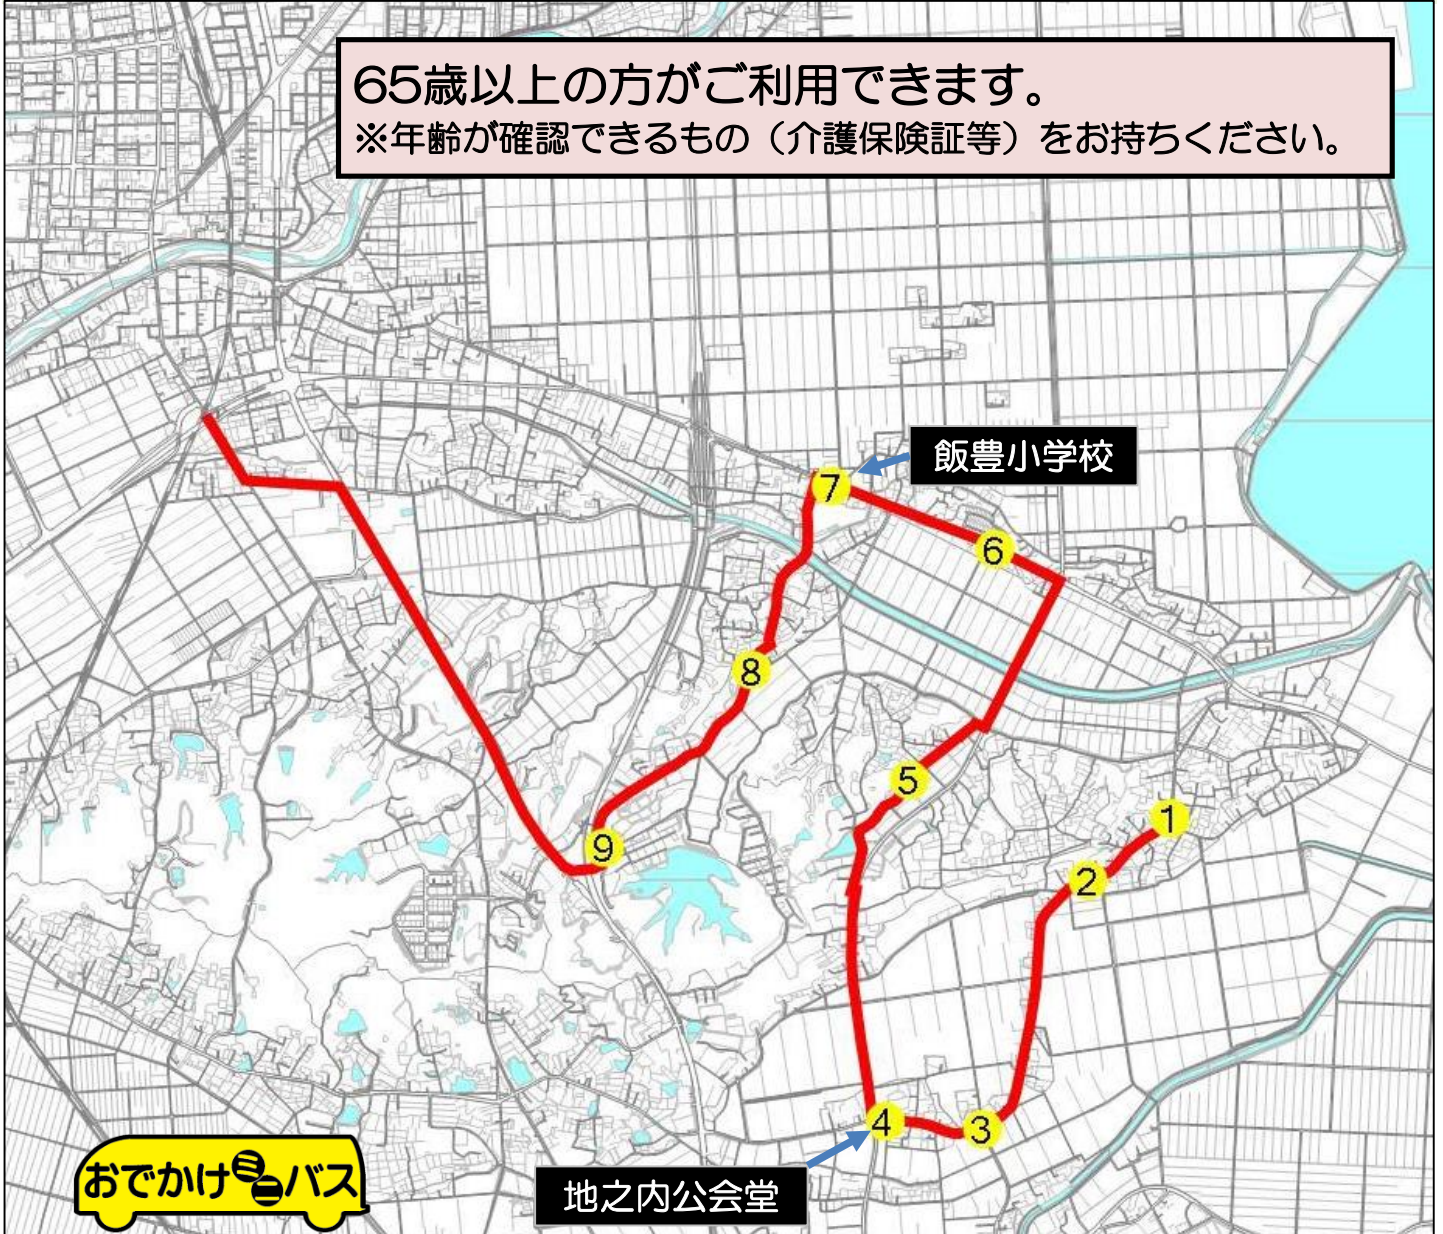 65歳以上の方がご利用できます。
※年齢が確認できるもの（介護保険証等）をお持ちください。
飯豊小学校
7
6
8
5
1
9
2
4
3
地之内公会堂
おでかけミニバス